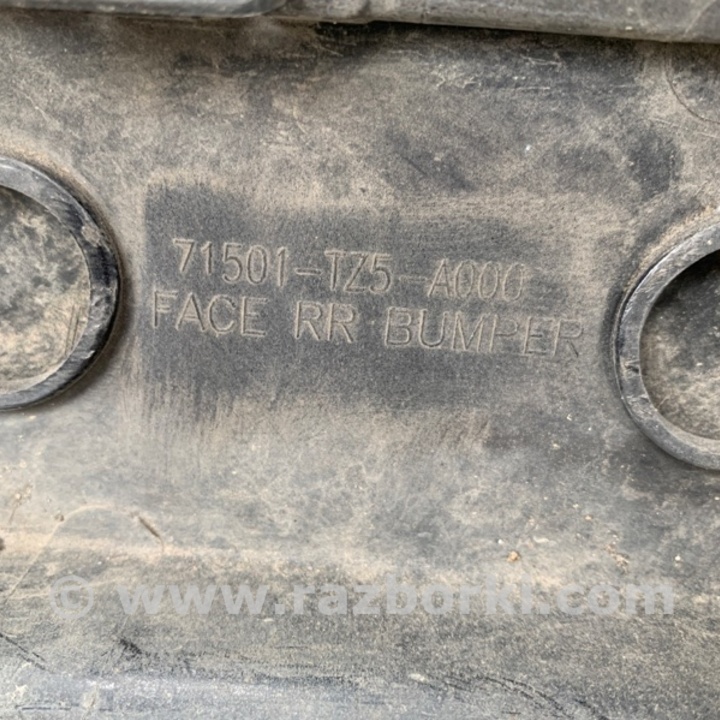 71501-TZ5-A000
FACE RR BUMPER
© www.razborki.com